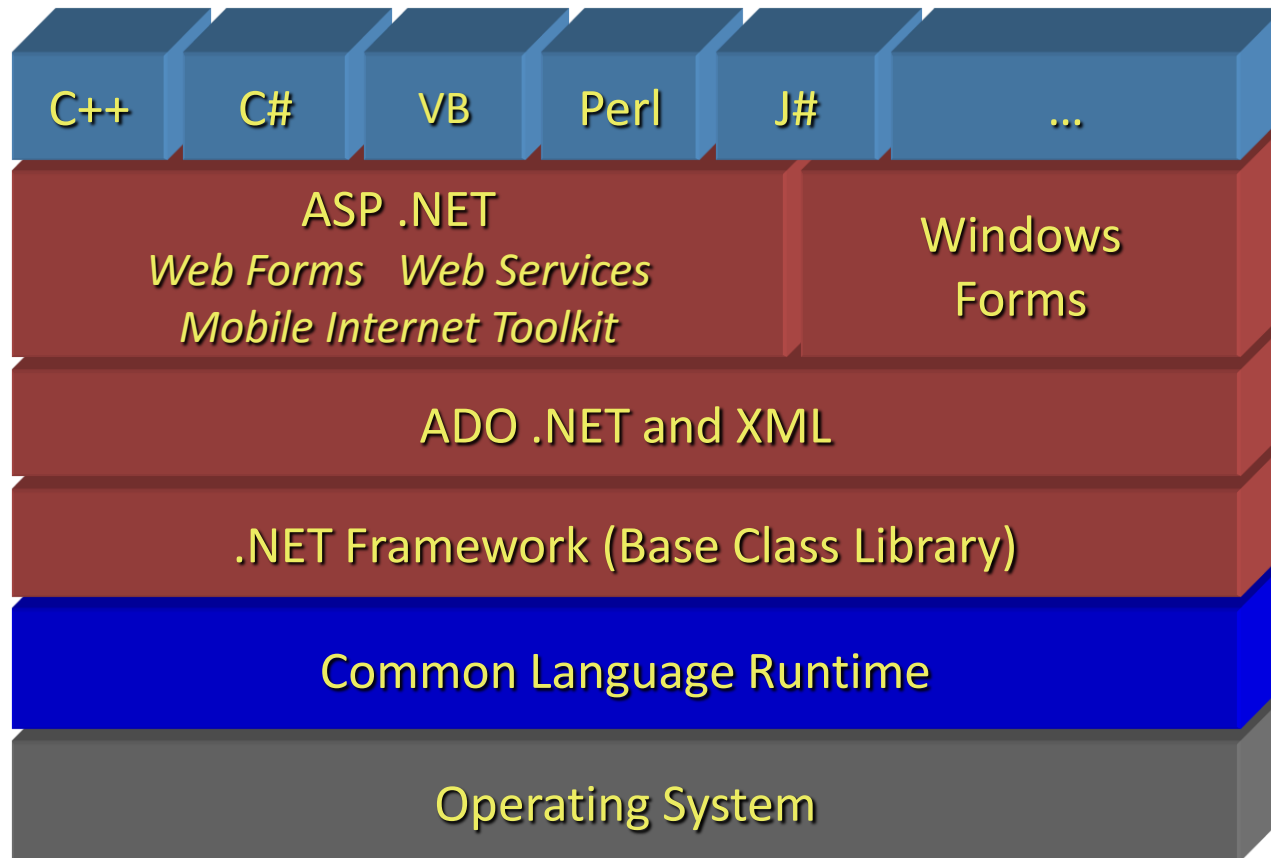 C++ C# VB Perl J# ...
ASP .NET
Web Forms Web Services
Mobile Internet Toolkit
Windows
Forms
ADO .NET and XML
.NET Framework (Base Class Library)
Common Language Runtime
Operating System